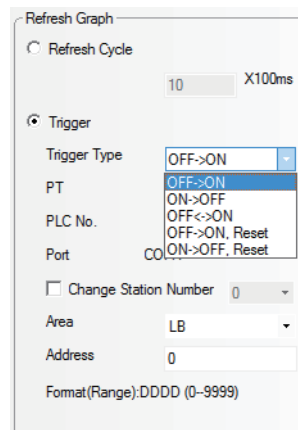 Refresh Graph
Refresh Cycle
10 X100ms
Trigger
Trigger Type OFF->ON
OFF->ON
ON->OFF
OFF<->ON
OFF->ON, Reset
ON->OFF, Reset
PT
PLC No.
Port
Change Station Number 0
Area LB
Address 0
Format(Range):DDDD (0--9999)